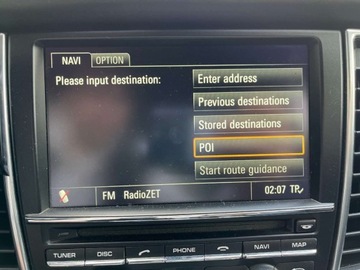 NAVI OPTION
Please input destination:
Enter address
Previous destinations
Stored destinations
POI
Start route guidance
FM RadioZET 02:07 TP✓
TUNER DISC PHONE NAVI MAP